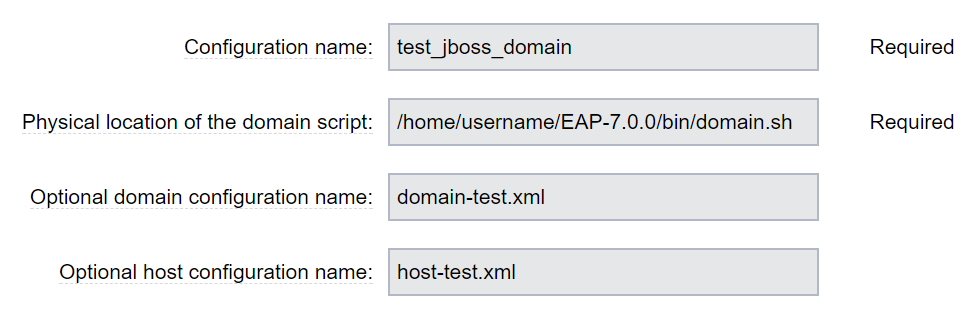 Configuration name: test_jboss_domain Required
Physical location of the domain script: /home/username/EAP-7.0.0/bin/domain.sh Required
Optional domain configuration name: domain-test.xml
Optional host configuration name: host-test.xml